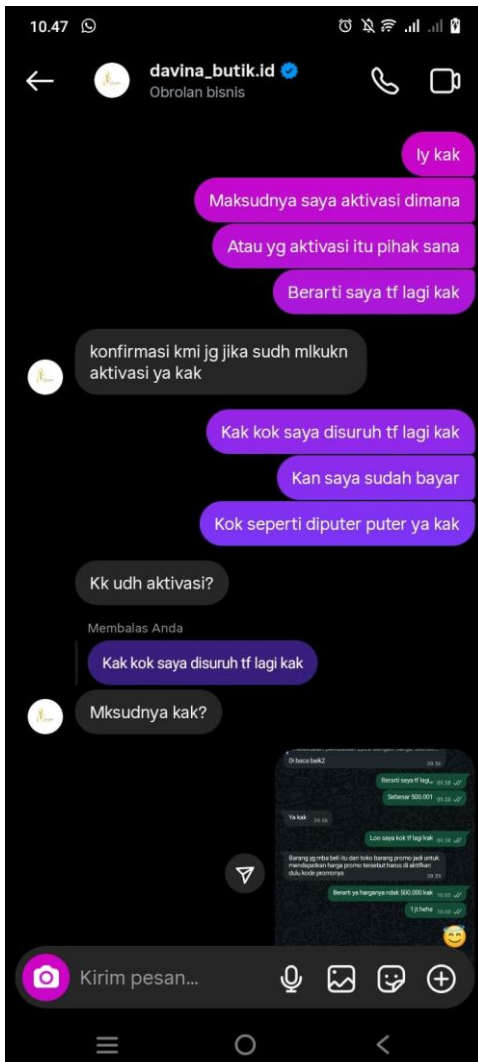 10.47
davina_butik.id
Obrolan bisnis
Iy kak
Maksudnya saya aktivasi dimana
Atau yg aktivasi itu pihak sana
Berarti saya tf lagi kak
konfirmasi kmi jg jika sudh mlkukn
aktivasi ya kak
Kak kok saya disuruh tf lagi kak
Kan saya sudah bayar
Kok seperti diputer puter ya kak
Kk udh aktivasi?
Membalas Anda
Kak kok saya disuruh tf lagi kak
Mksudnya kak?
Di baca baik2
Berarti saya tf lagi,,
Sebesar 500.001
Ya kak
Loo saya kok tf lagi kak
Barang yg mba beli itu dari toko barang promo jadi untuk
mendapatkan harga promo tersebut harus di aktifkan
dulu kode promonya
Berarti ya harganya ndak 500.000 kak
1 jt hehe
Kirim pesan...